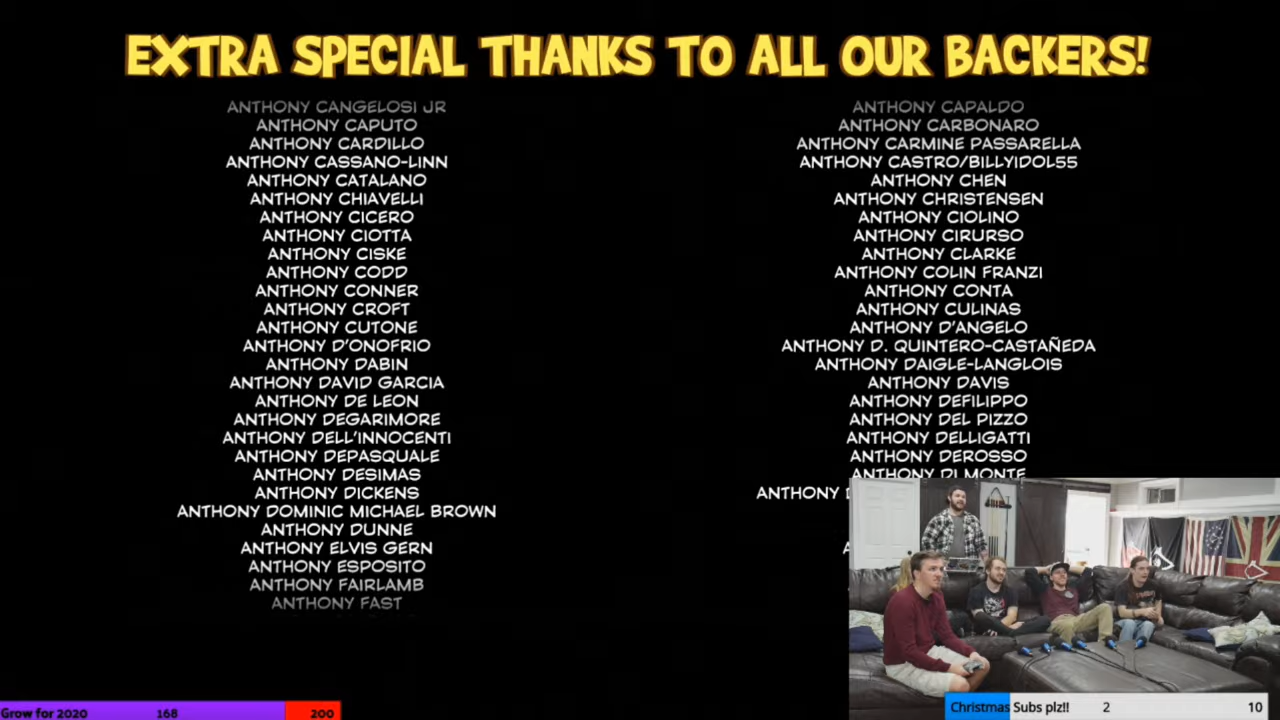 EXTRA SPECIAL THANKS TO ALL OUR BACKERS!
ANTHONY CANGELOSI JR
ANTHONY CAPUTO
ANTHONY CARDILLO
ANTHONY CASSANO-LINN
ANTHONY CATALANO
ANTHONY CHIAVELLI
ANTHONY CICERO
ANTHONY CIOTTA
ANTHONY CISKE
ANTHONY CODD
ANTHONY CONNER
ANTHONY CROFT
ANTHONY CUTONE
ANTHONY D'ONOFRIO
ANTHONY DABIN
ANTHONY DAVID GARCIA
ANTHONY DE LEON
ANTHONY DEGARIMORE
ANTHONY DELL'INNOCENTI
ANTHONY DEPASQUALE
ANTHONY DESIMAS
ANTHONY DICKENS
ANTHONY DOMINIC MICHAEL BROWN
ANTHONY DUNNE
ANTHONY ELVIS GERN
ANTHONY ESPOSITO
ANTHONY FAIRLAMB
ANTHONY FAST
ANTHONY CAPALDO
ANTHONY CARBONARO
ANTHONY CARMINE PASSARELLA
ANTHONY CASTRO/BILLYIDOL55
ANTHONY CHEN
ANTHONY CHRISTENSEN
ANTHONY CIOLINO
ANTHONY CIRURSO
ANTHONY CLARKE
ANTHONY COLIN FRANZI
ANTHONY CONTA
ANTHONY CULINAS
ANTHONY D'ANGELO
ANTHONY D. QUINTERO-CASTAÑEDA
ANTHONY DAIGLE-LANGLOIS
ANTHONY DAVIS
ANTHONY DEFILIPPO
ANTHONY DEL PIZZO
ANTHONY DELLIGATTI
ANTHONY DEROSSO
ANTHONY DI MONTE
ANTHONY
Grow for 2020 168 200
Christmas Subs plz!! 2 10